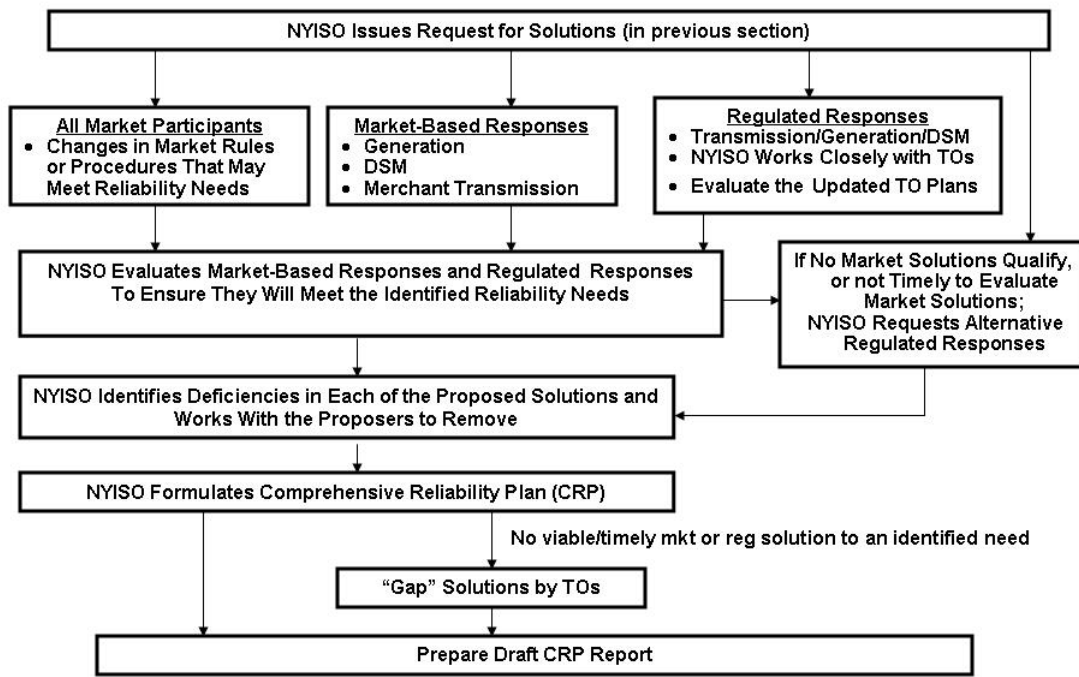 NYISO Issues Request for Solutions (in previous section)
All Market Participants
• Changes in Market Rules
or Procedures That May
Meet Reliability Needs
Market-Based Responses
• Generation
• DSM
• Merchant Transmission
Regulated Responses
• Transmission/Generation/DSM
• NYISO Works Closely with TOs
• Evaluate the Updated TO Plans
NYISO Evaluates Market-Based Responses and Regulated Responses
To Ensure They Will Meet the Identified Reliability Needs
If No Market Solutions Qualify,
or not Timely to Evaluate
Market Solutions;
NYISO Requests Alternative
Regulated Responses
NYISO Identifies Deficiencies in Each of the Proposed Solutions and
Works With the Proposers to Remove
NYISO Formulates Comprehensive Reliability Plan (CRP)
No viable/timely mkt or reg solution to an identified need
“Gap” Solutions by TOs
Prepare Draft CRP Report